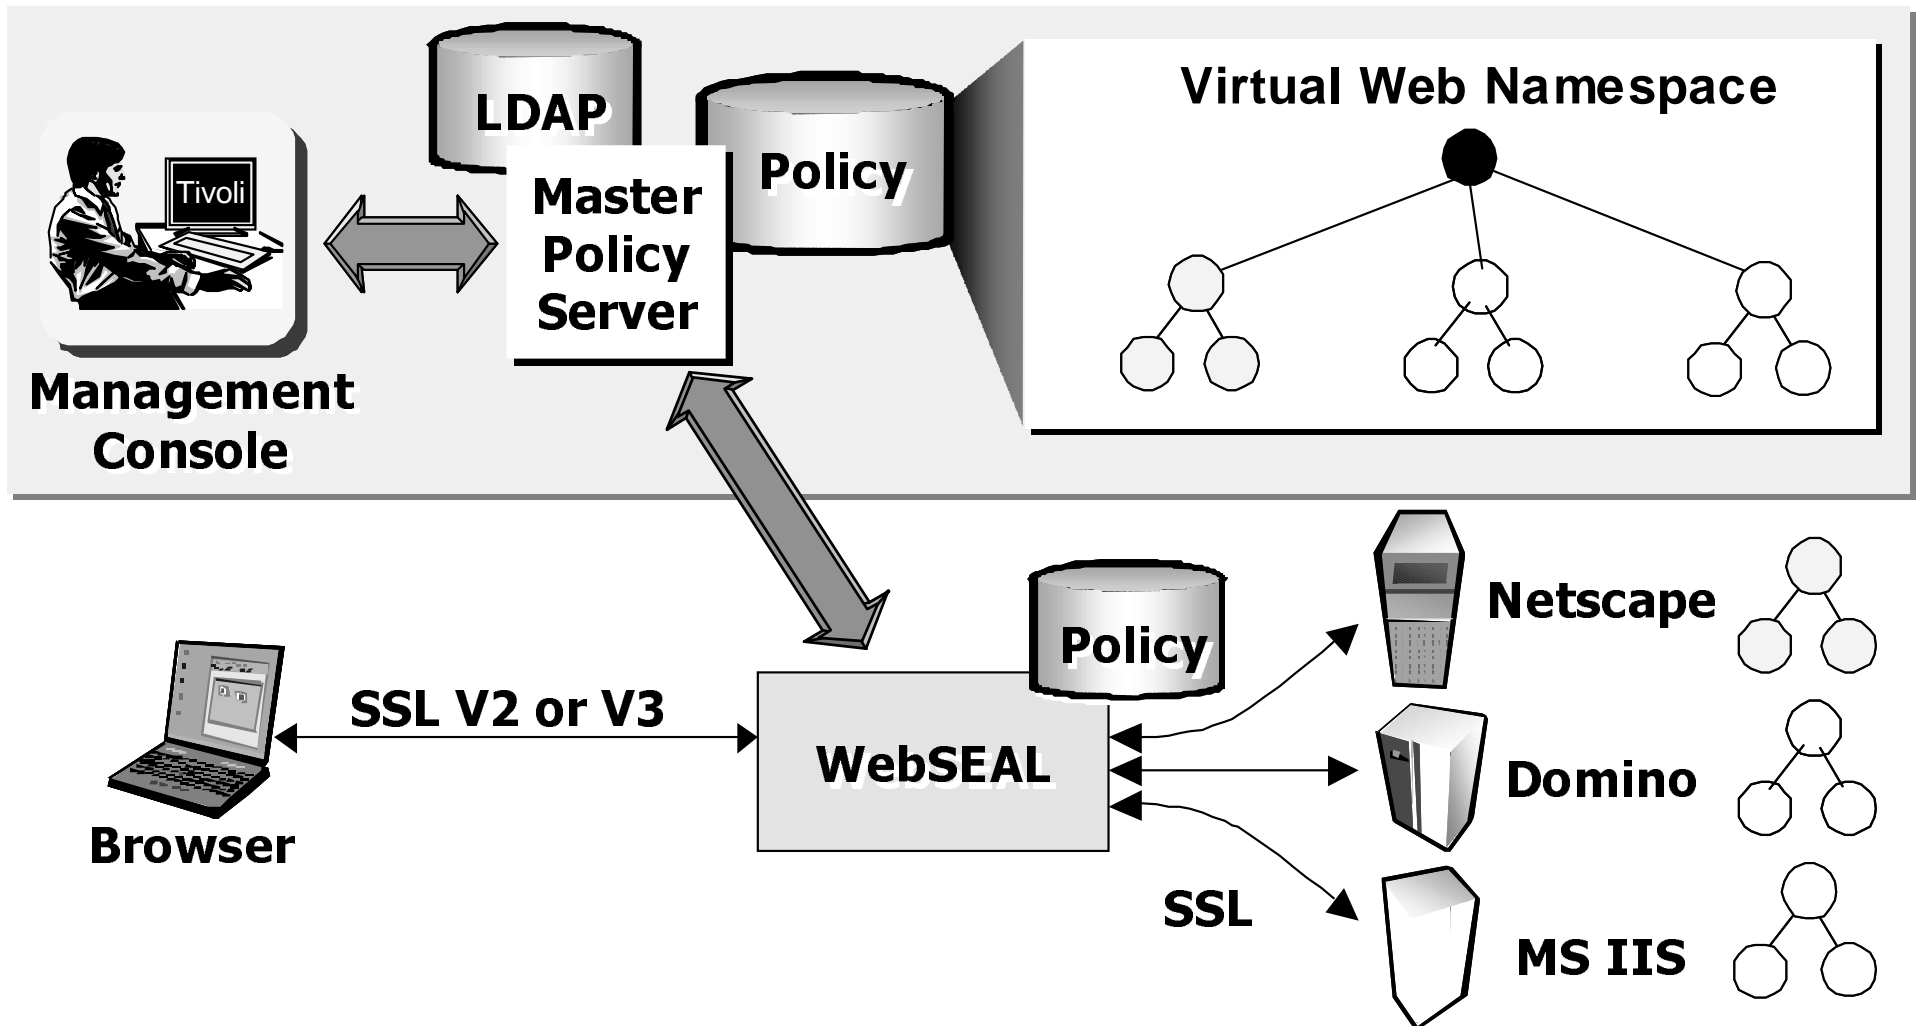 LDAP
Policy
Virtual Web Namespace
Tivoli
Master
Policy
Server
Management
Console
Netscape
Policy
SSL V2 or V3
WebSEAL
Domino
Browser
SSL
MS IIS